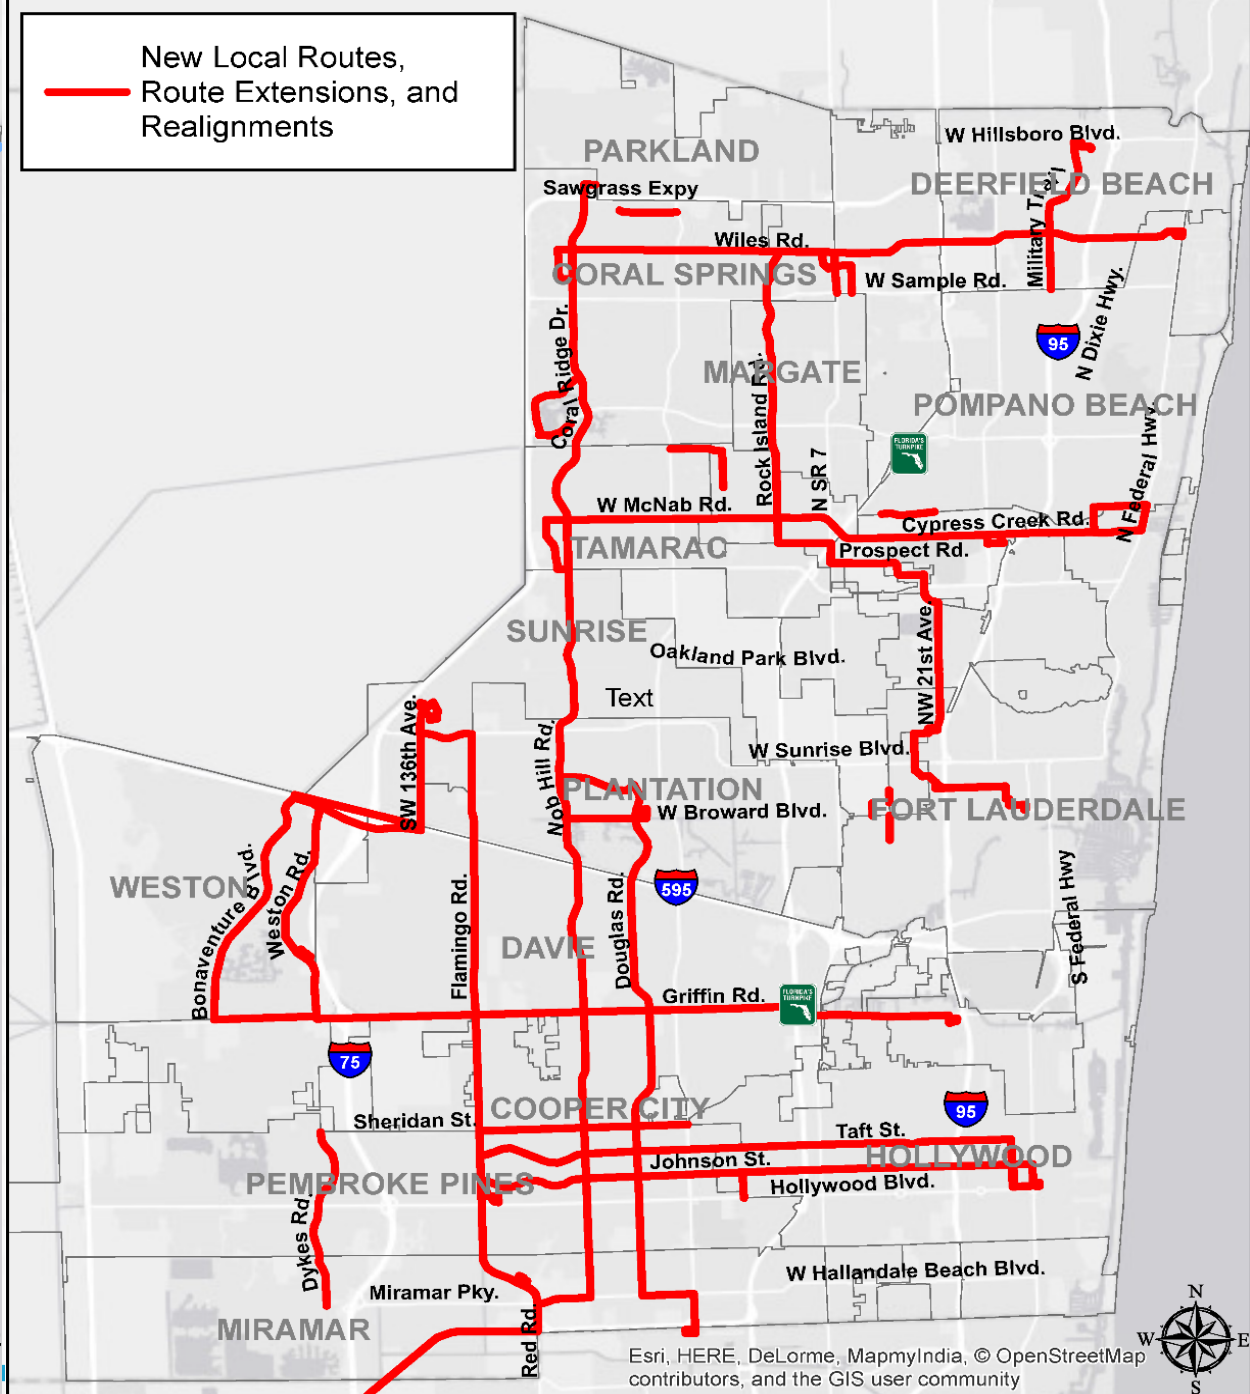 New Local Routes,
Route Extensions, and
Realignments
W Hillsboro Blvd.
PARKLAND
DEERFIELD BEACH
Sawgrass Expy
Military Trail
Wiles Rd.
CORAL SPRINGS
W Sample Rd.
N Dixie Hwy.
95
Coral Ridge Dr.
MARGATE
Rock Island Rd.
POMPANO BEACH
FLORIDA'S
TURNPIKE
N SR 7
N Federal Hwy.
W McNab Rd.
Cypress Creek Rd.
TAMARAC
Prospect Rd.
SUNRISE
Oakland Park Blvd.
NW 21st Ave.
Text
SW 136th Ave.
Nob Hill Rd.
W Sunrise Blvd.
PLANTATION
W Broward Blvd.
FORT LAUDERDALE
WESTON
Bonaventure Blvd.
Weston Rd.
595
Flamingo Rd.
Douglas Rd.
DAVIE
S Federal Hwy
Griffin Rd.
FLORIDA'S
TURNPIKE
75
95
COOPER CITY
Sheridan St.
Taft St.
Johnson St.
HOLLYWOOD
PEMBROKE PINES
Hollywood Blvd.
Dykes Rd.
W Hallandale Beach Blvd.
Miramar Pky.
MIRAMAR
Red Rd.
N
W
E
S
Esri, HERE, DeLorme, MapmyIndia, © OpenStreetMap
contributors, and the GIS user community